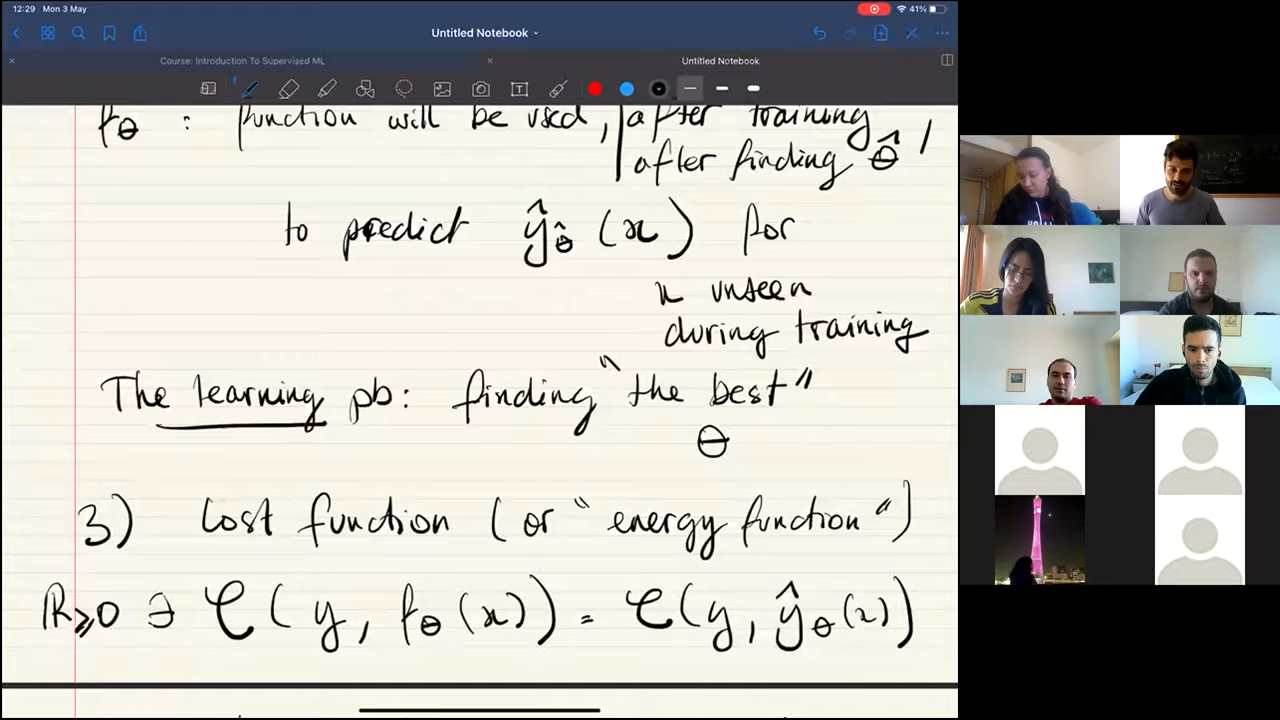 12:29 Mon 3 May
41%
Untitled Notebook
Course: Introduction To Supervised ML
Untitled Notebook
fθ : function will be used, after training
after finding θ̂ ,
to predict ŷ_θ̂ (x) for
x unseen
during training
The learning pb: finding "the best"
θ
3) Cost function (or "energy function")
ℝ≥0 ∋ C(y, fθ(x)) = C(y, ŷθ(x))